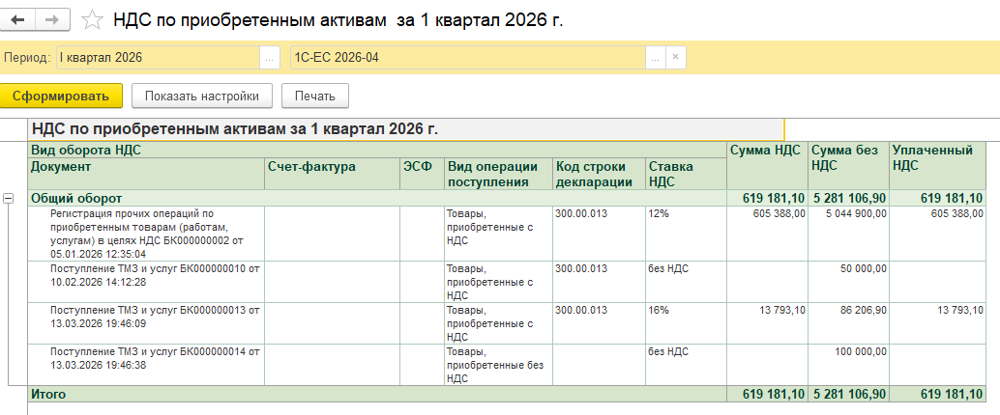 НДС по приобретенным активам за 1 квартал 2026 г.
Период: I квартал 2026 ... 1С-ЕС 2026-04 ... ×
Сформировать Показать настройки Печать
НДС по приобретенным активам за 1 квартал 2026 г.
Вид оборота НДС Сумма НДС Сумма без НДС Уплаченный НДС
Документ Счет-фактура ЭСФ Вид операции поступления Код строки декларации Ставка НДС
Общий оборот 619 181,10 5 281 106,90 619 181,10
Регистрация прочих операций по Товары, 300.00.013 12% 605 388,00 5 044 900,00 605 388,00
приобретенным товарам (работам, приобретенные с
услугам) в целях НДС БК000000002 от НДС
05.01.2026 12:35:04
Поступление ТМЗ и услуг БК000000010 от Товары, 300.00.013 без НДС 50 000,00
10.02.2026 14:12:28 приобретенные с
НДС
Поступление ТМЗ и услуг БК000000013 от Товары, 300.00.013 16% 13 793,10 86 206,90 13 793,10
13.03.2026 19:46:09 приобретенные с
НДС
Поступление ТМЗ и услуг БК000000014 от Товары, без НДС 100 000,00
13.03.2026 19:46:38 приобретенные без
НДС
Итого 619 181,10 5 281 106,90 619 181,10